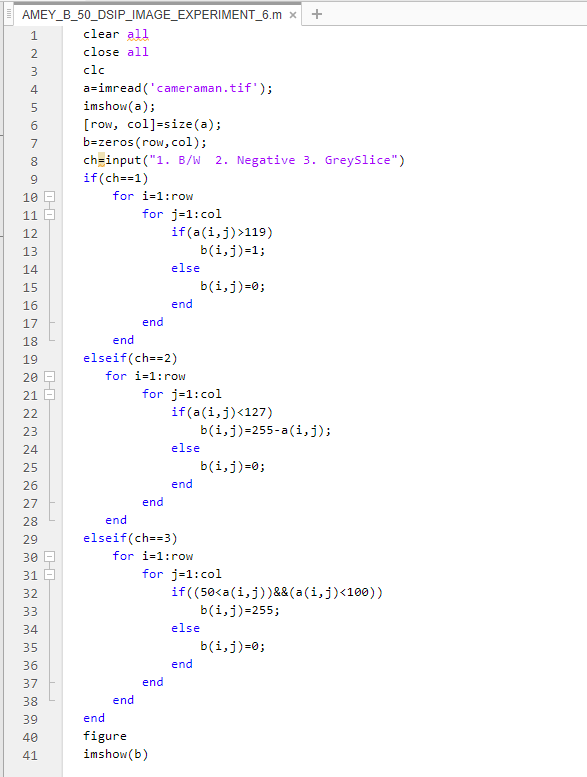 AMEY_B_50_DSIP_IMAGE_EXPERIMENT_6.m × +
1 clear all
2 close all
3 clc
4 a=imread('cameraman.tif');
5 imshow(a);
6 [row, col]=size(a);
7 b=zeros(row,col);
8 ch=input("1. B/W  2. Negative 3. GreySlice")
9 if(ch==1)
10     for i=1:row
11         for j=1:col
12             if(a(i,j)>119)
13                 b(i,j)=1;
14             else
15                 b(i,j)=0;
16             end
17         end
18     end
19 elseif(ch==2)
20    for i=1:row
21         for j=1:col
22             if(a(i,j)<127)
23                 b(i,j)=255-a(i,j);
24             else
25                 b(i,j)=0;
26             end
27         end
28    end
29 elseif(ch==3)
30     for i=1:row
31         for j=1:col
32             if((50<a(i,j))&&(a(i,j)<100))
33                 b(i,j)=255;
34             else
35                 b(i,j)=0;
36             end
37         end
38     end
39 end
40 figure
41 imshow(b)